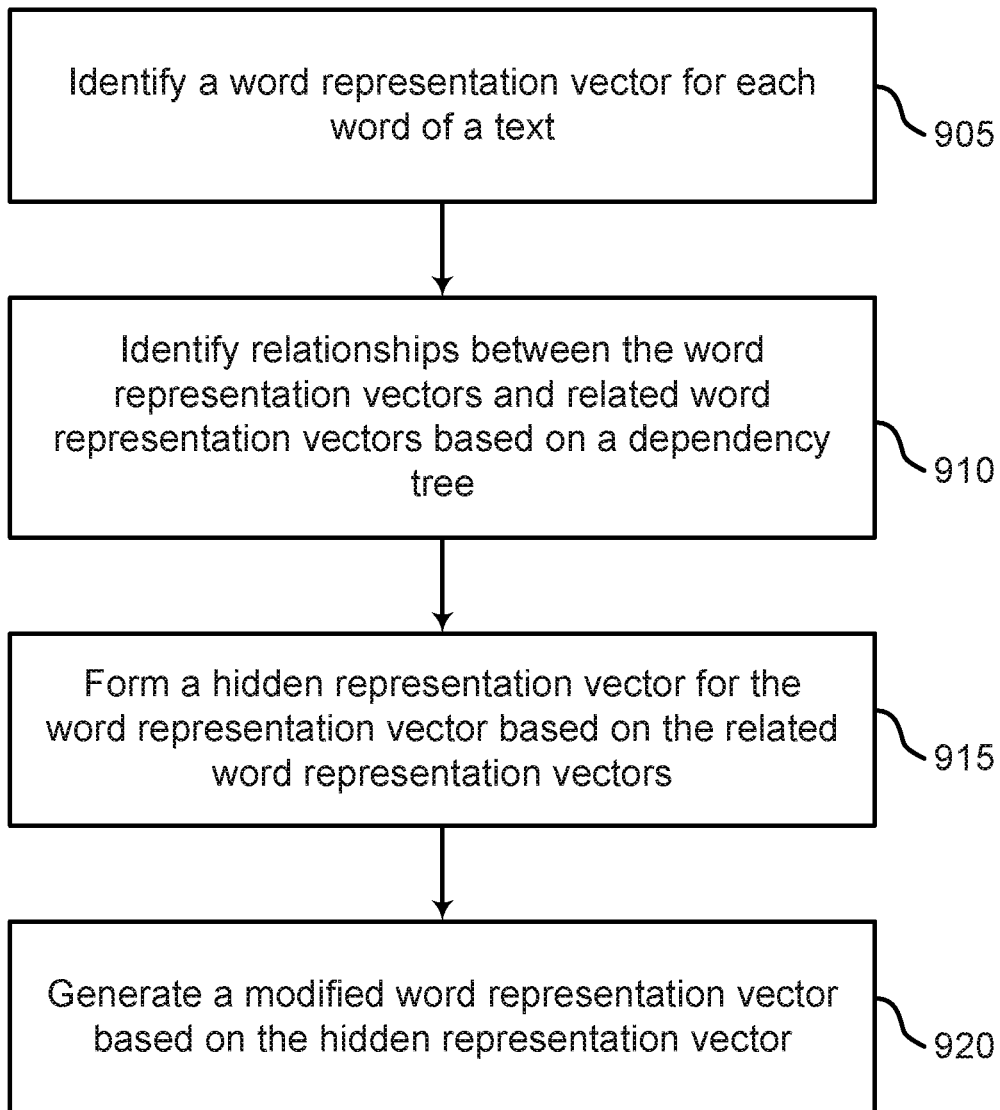 Identify a word representation vector for each
word of a text
905
Identify relationships between the word
representation vectors and related word
representation vectors based on a dependency
tree
910
Form a hidden representation vector for the
word representation vector based on the related
word representation vectors
915
Generate a modified word representation vector
based on the hidden representation vector
920